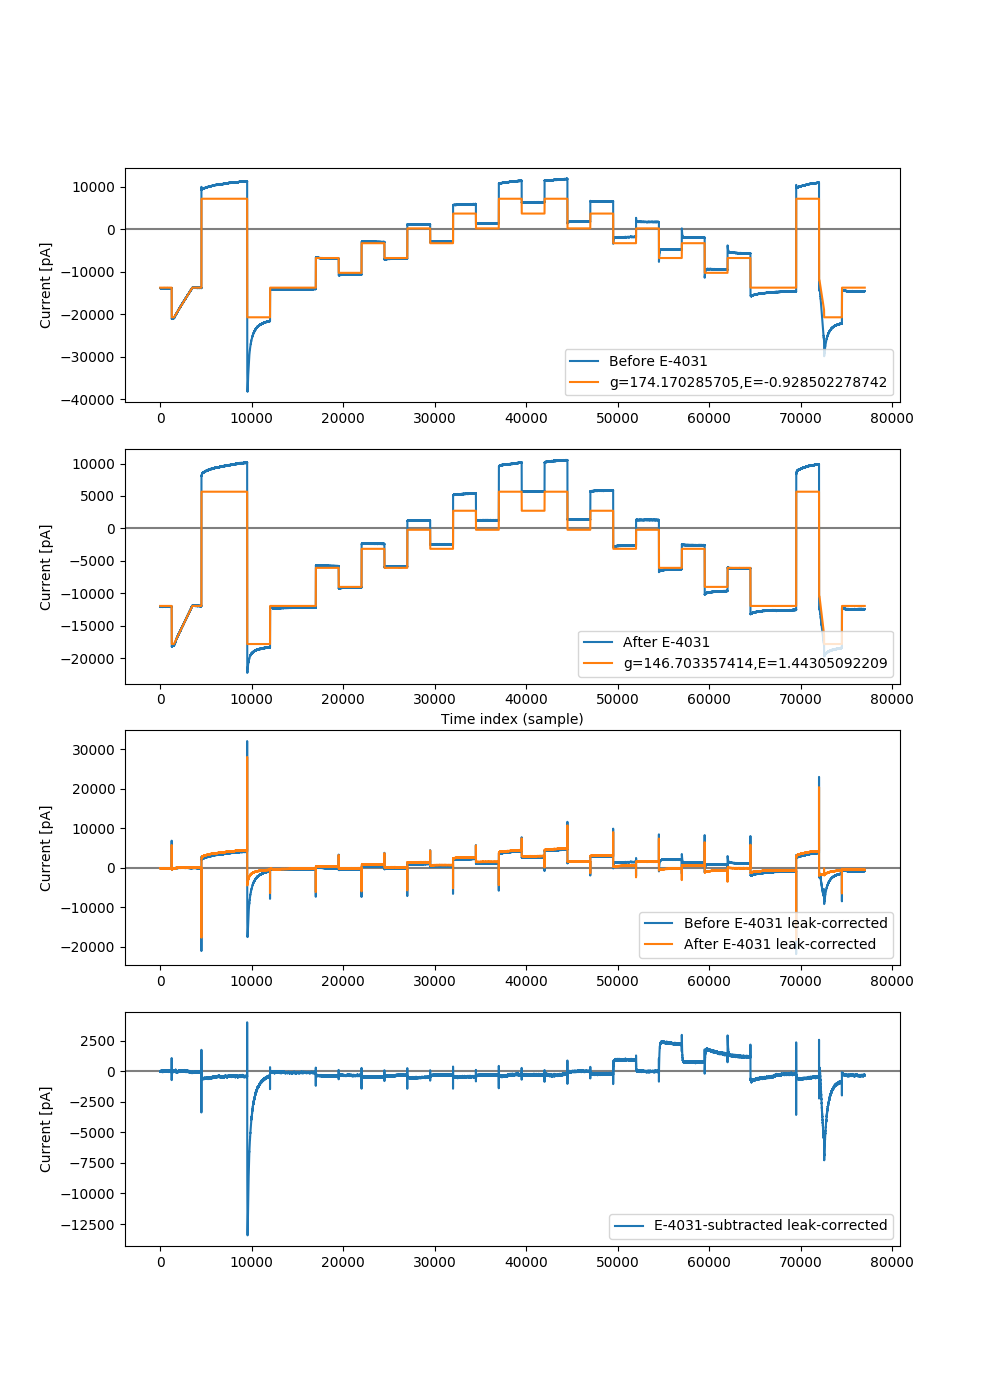 10000
0
−10000
−20000
−30000
−40000
Current [pA]
Before E-4031
g=174.170285705,E=-0.928502278742
0 10000 20000 30000 40000 50000 60000 70000 80000
10000
5000
0
−5000
−10000
−15000
−20000
Current [pA]
After E-4031
g=146.703357414,E=1.44305092209
0 10000 20000 30000 40000 50000 60000 70000 80000
Time index (sample)
30000
20000
10000
0
−10000
−20000
Current [pA]
Before E-4031 leak-corrected
After E-4031 leak-corrected
0 10000 20000 30000 40000 50000 60000 70000 80000
2500
0
−2500
−5000
−7500
−10000
−12500
Current [pA]
E-4031-subtracted leak-corrected
0 10000 20000 30000 40000 50000 60000 70000 80000